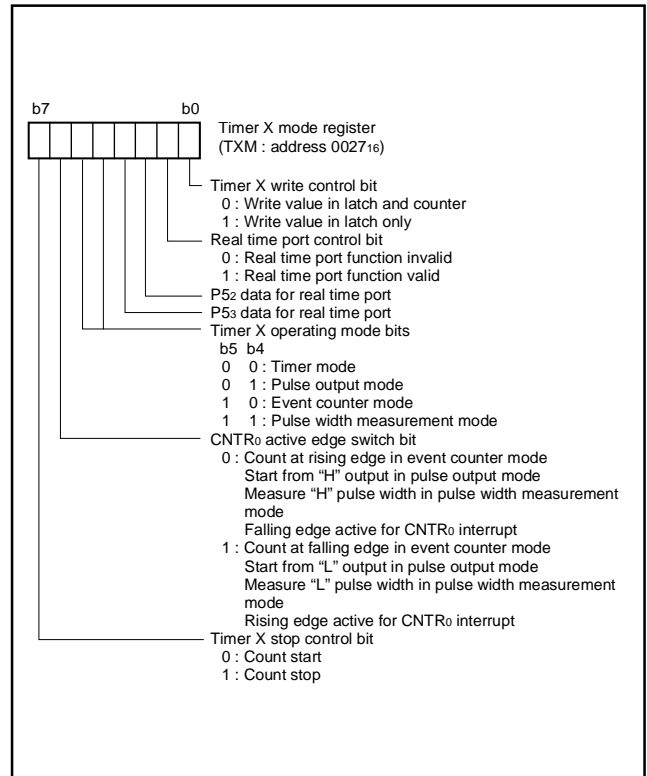 b7 b0
Timer X mode register
(TXM : address 002716)
Timer X write control bit
0 : Write value in latch and counter
1 : Write value in latch only
Real time port control bit
0 : Real time port function invalid
1 : Real time port function valid
P52 data for real time port
P53 data for real time port
Timer X operating mode bits
b5 b4
0 0 : Timer mode
0 1 : Pulse output mode
1 0 : Event counter mode
1 1 : Pulse width measurement mode
CNTR0 active edge switch bit
0 : Count at rising edge in event counter mode
Start from “H” output in pulse output mode
Measure “H” pulse width in pulse width measurement
mode
Falling edge active for CNTR0 interrupt
1 : Count at falling edge in event counter mode
Start from “L” output in pulse output mode
Measure “L” pulse width in pulse width measurement
mode
Rising edge active for CNTR0 interrupt
Timer X stop control bit
0 : Count start
1 : Count stop